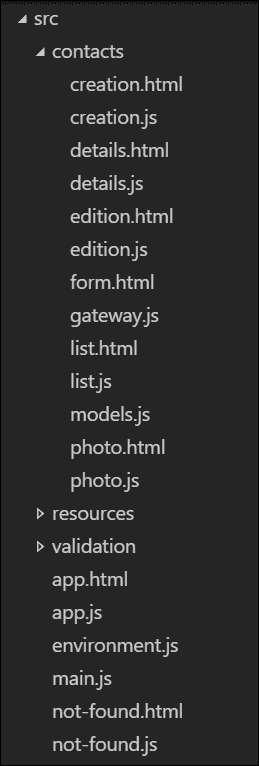 src
contacts
creation.html
creation.js
details.html
details.js
edition.html
edition.js
form.html
gateway.js
list.html
list.js
models.js
photo.html
photo.js
resources
validation
app.html
app.js
environment.js
main.js
not-found.html
not-found.js